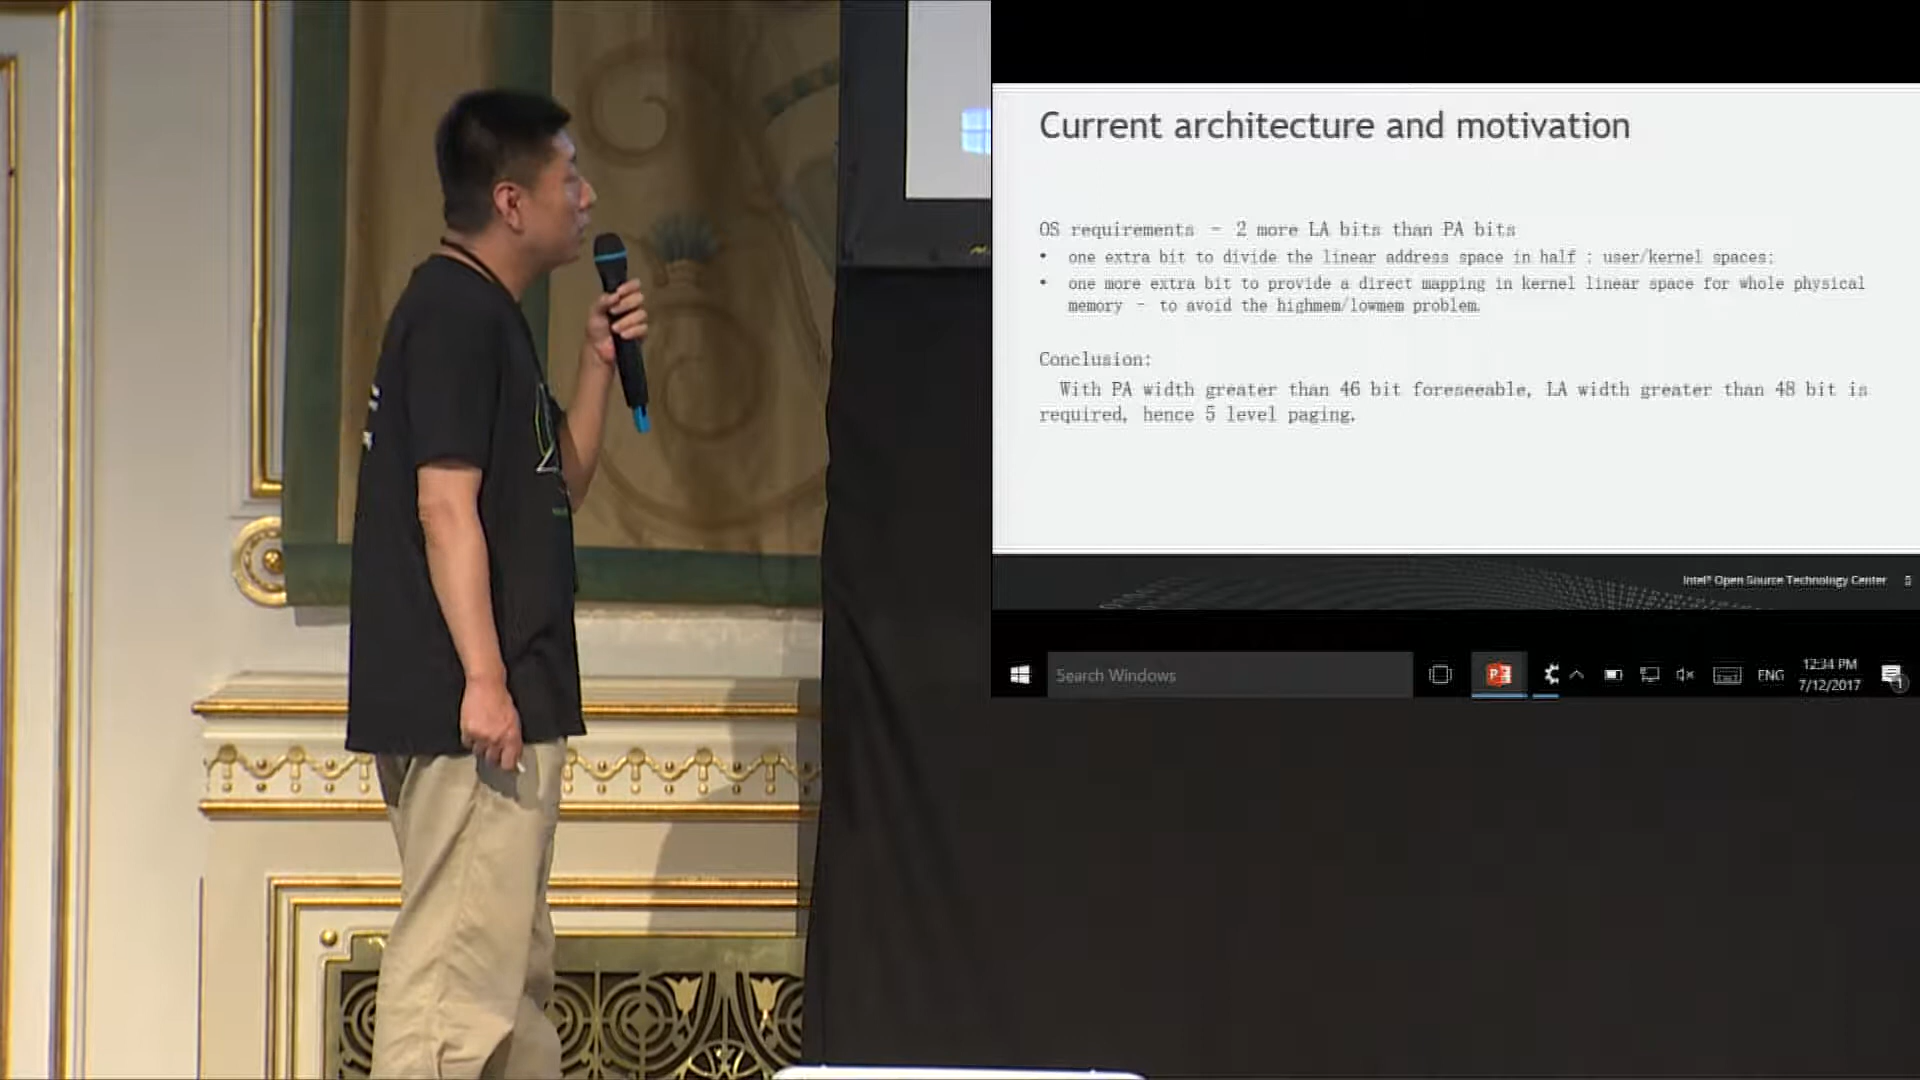 Current architecture and motivation
OS requirements - 2 more LA bits than PA bits
• one extra bit to divide the linear address space in half : user/kernel spaces;
• one more extra bit to provide a direct mapping in kernel linear space for whole physical
memory - to avoid the highmem/lowmem problem.
Conclusion:
With PA width greater than 46 bit foreseeable, LA width greater than 48 bit is
required, hence 5 level paging.
Intel® Open Source Technology Center 5
Search Windows
ENG
12:34 PM
7/12/2017
1